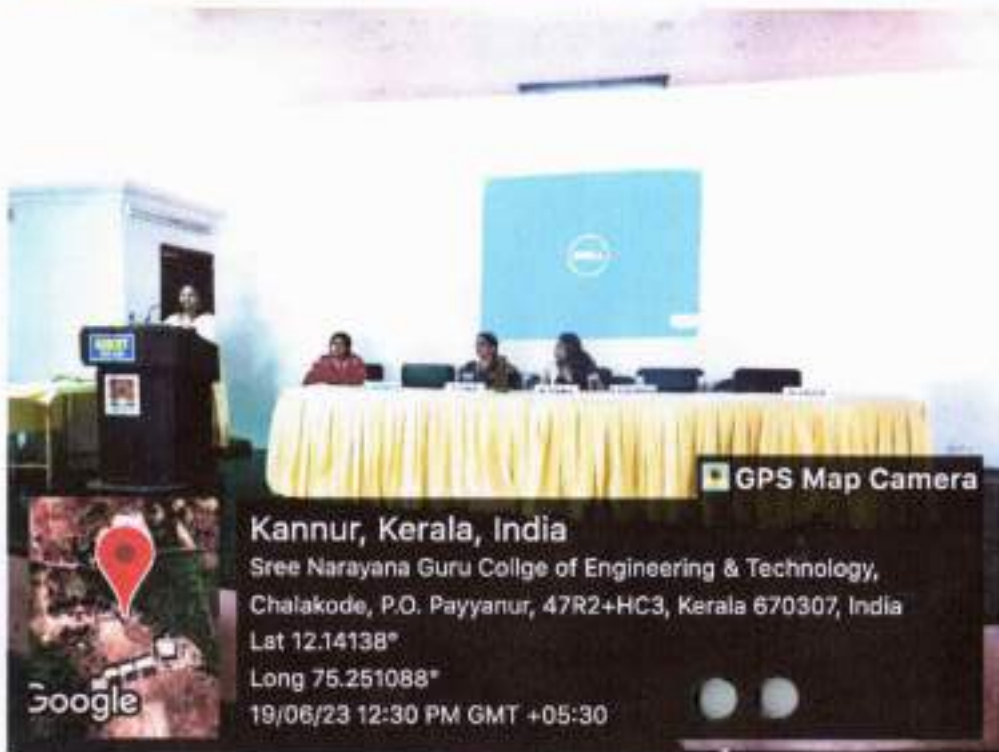 DELL
GPS Map Camera
Kannur, Kerala, India
Sree Narayana Guru Collge of Engineering & Technology,
Chalakode, P.O. Payyanur, 47R2+HC3, Kerala 670307, India
Lat 12.14138°
Long 75.251088°
19/06/23 12:30 PM GMT +05:30
Google